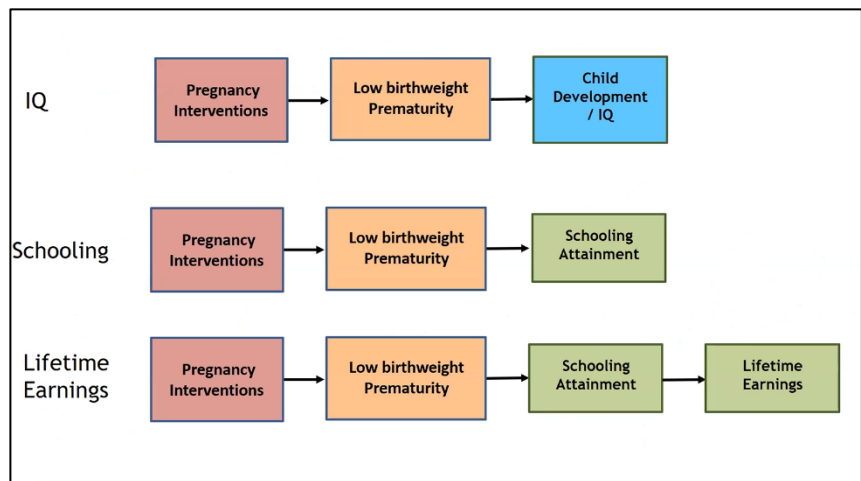 IQ
Pregnancy
Interventions
Low birthweight
Prematurity
Child
Development
/ IQ
Schooling
Pregnancy
Interventions
Low birthweight
Prematurity
Schooling
Attainment
Lifetime
Earnings
Pregnancy
Interventions
Low birthweight
Prematurity
Schooling
Attainment
Lifetime
Earnings